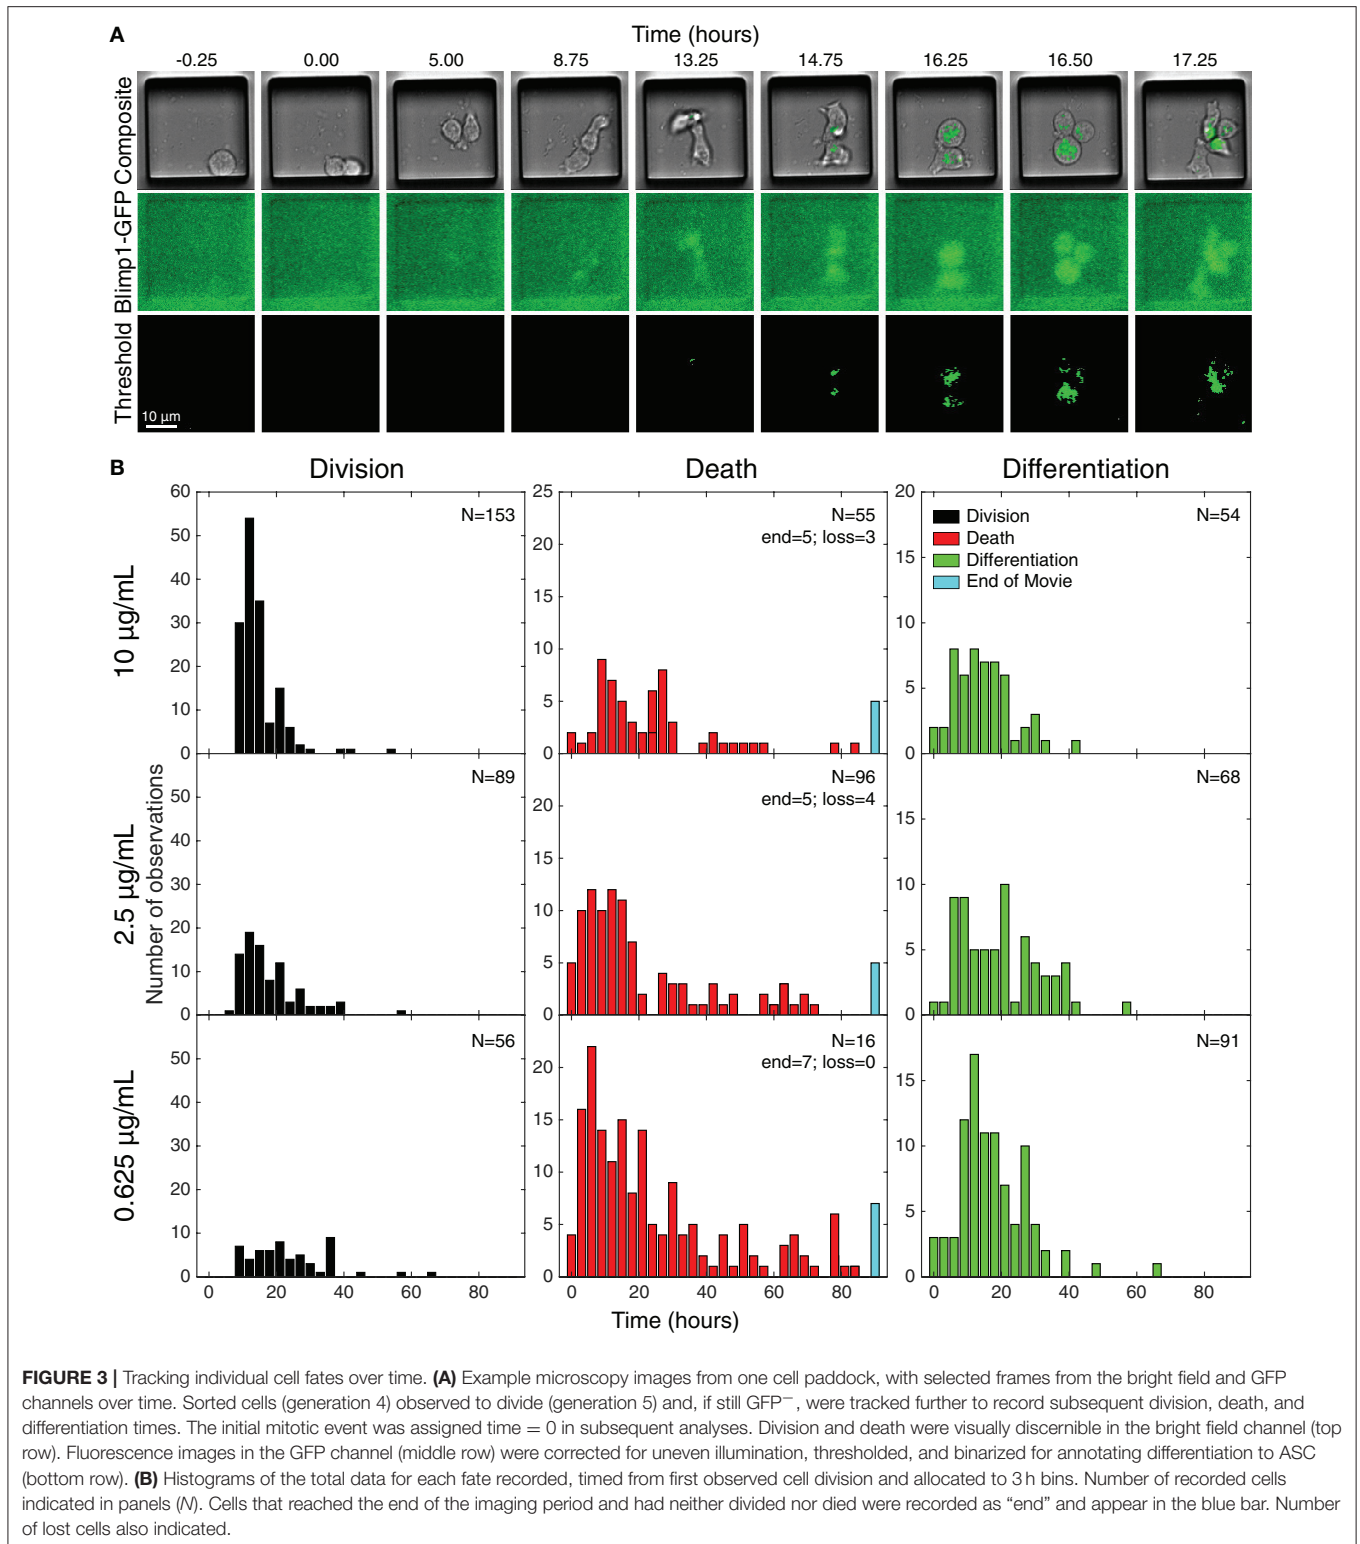 A
Time (hours)
-0.25 0.00 5.00 8.75 13.25 14.75 16.25 16.50 17.25
Composite
Blimp1-GFP
Threshold
10 µm
B
Division Death Differentiation
10 µg/mL
60
50
40
30
20
10
0
N=153
0 20 40 60 80
25
20
15
10
5
0
N=55
end=5; loss=3
0 20 40 60 80
20
15
10
5
0
Division
Death
Differentiation
End of Movie
N=54
0 20 40 60 80
2.5 µg/mL
Number of observations
50
40
30
20
10
0
N=89
20
15
10
5
0
N=96
end=5; loss=4
15
10
5
0
N=68
0.625 µg/mL
50
40
30
20
10
0
N=56
0 20 40 60 80
20
15
10
5
0
N=16
end=7; loss=0
0 20 40 60 80
15
10
5
0
N=91
0 20 40 60 80
Time (hours)
FIGURE 3 | Tracking individual cell fates over time. (A) Example microscopy images from one cell paddock, with selected frames from the bright field and GFP
channels over time. Sorted cells (generation 4) observed to divide (generation 5) and, if still GFP−, were tracked further to record subsequent division, death, and
differentiation times. The initial mitotic event was assigned time = 0 in subsequent analyses. Division and death were visually discernible in the bright field channel (top
row). Fluorescence images in the GFP channel (middle row) were corrected for uneven illumination, thresholded, and binarized for annotating differentiation to ASC
(bottom row). (B) Histograms of the total data for each fate recorded, timed from first observed cell division and allocated to 3 h bins. Number of recorded cells
indicated in panels (N). Cells that reached the end of the imaging period and had neither divided nor died were recorded as “end” and appear in the blue bar. Number
of lost cells also indicated.